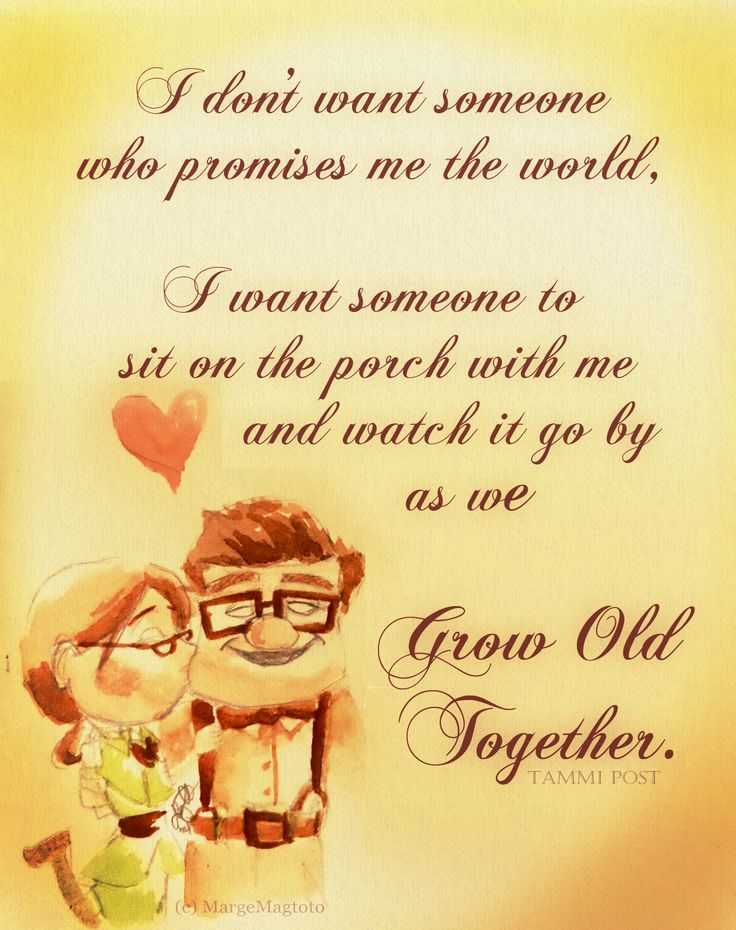 I don't want someone
who promises me the world,
I want someone to
sit on the porch with me
and watch it go by
as we
Grow Old
Together.
TAMMI POST
(c) MargeMagtoto